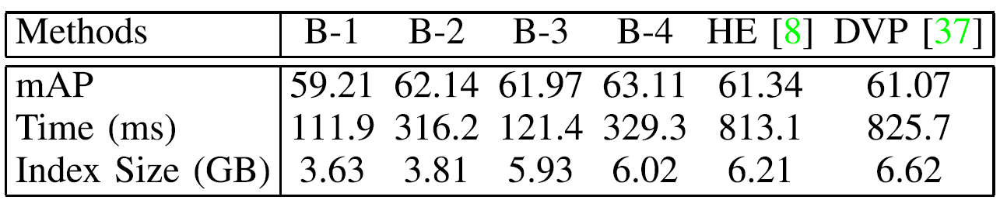 Methods B-1 B-2 B-3 B-4 HE [8] DVP [37]
mAP 59.21 62.14 61.97 63.11 61.34 61.07
Time (ms) 111.9 316.2 121.4 329.3 813.1 825.7
Index Size (GB) 3.63 3.81 5.93 6.02 6.21 6.62